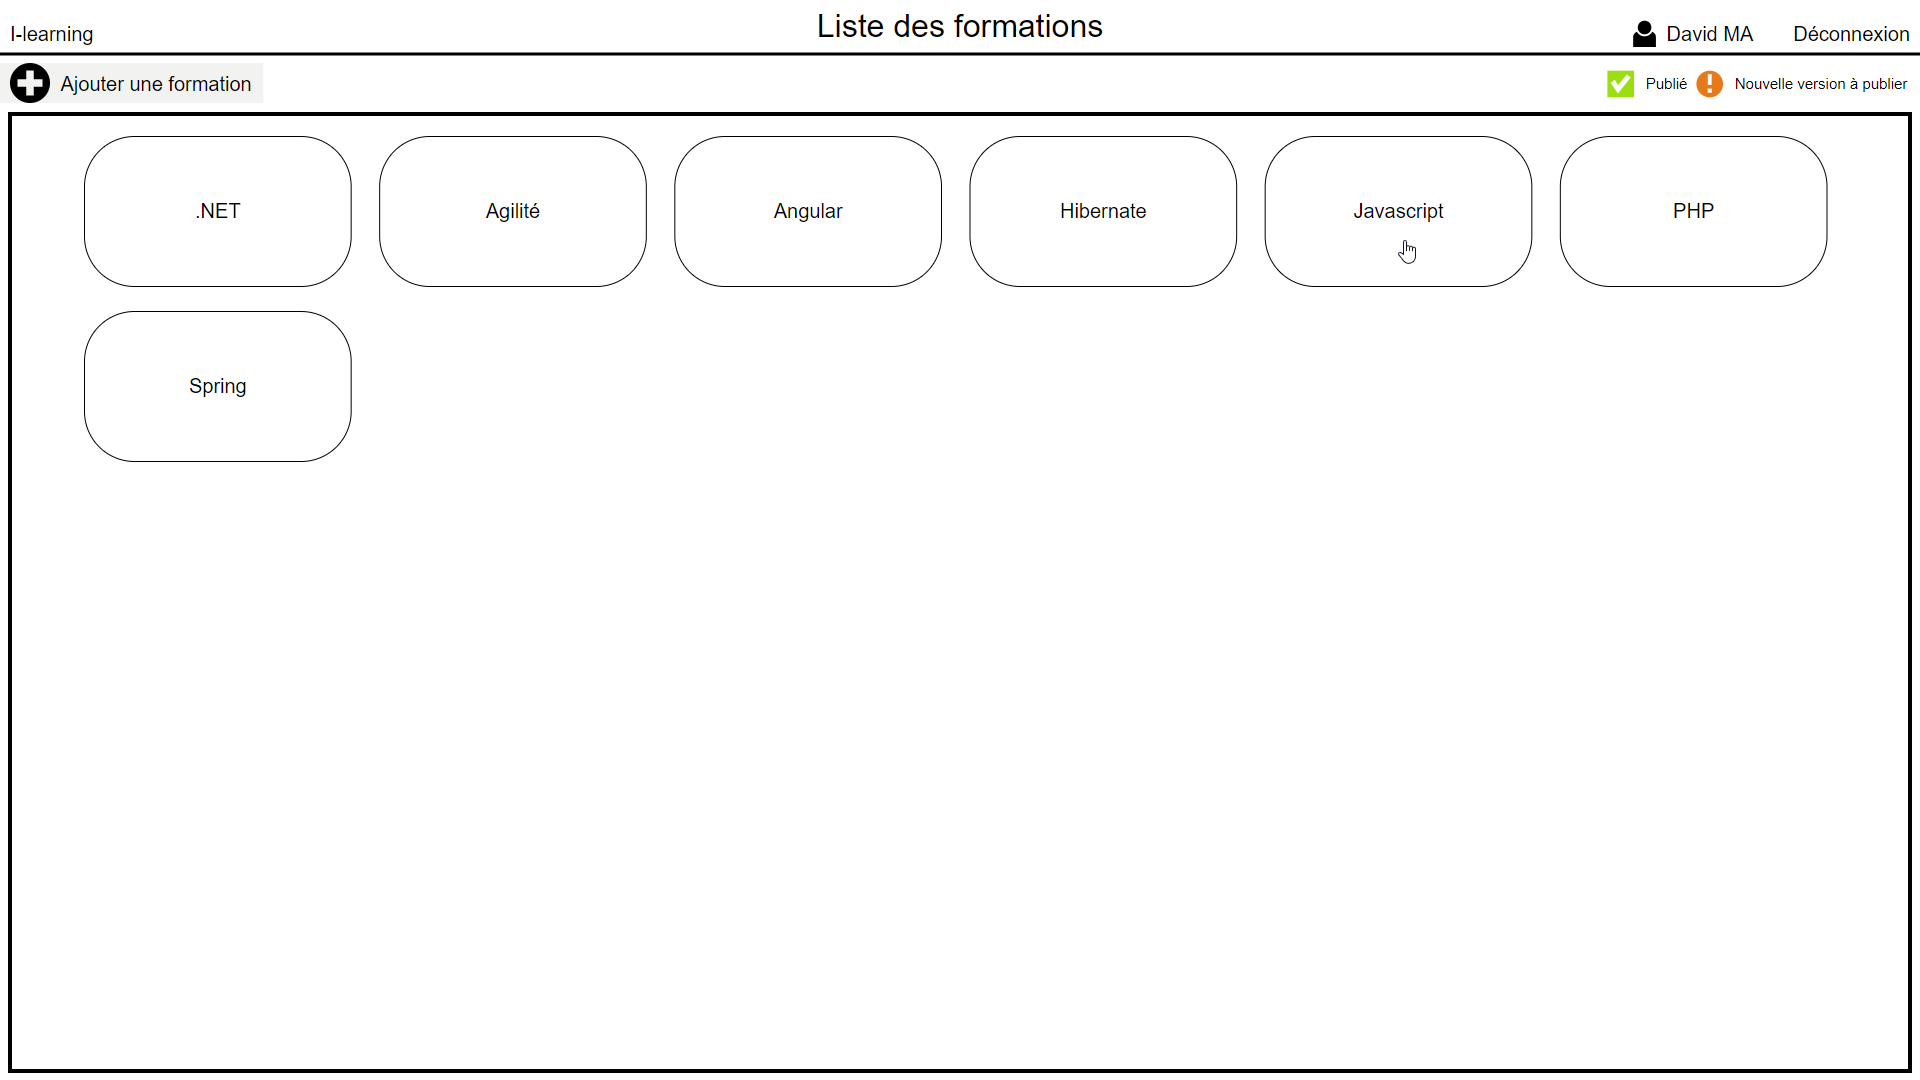 I-learning
Liste des formations
David MA
Déconnexion
Ajouter une formation
Publié
Nouvelle version à publier
.NET
Agilité
Angular
Hibernate
Javascript
PHP
Spring